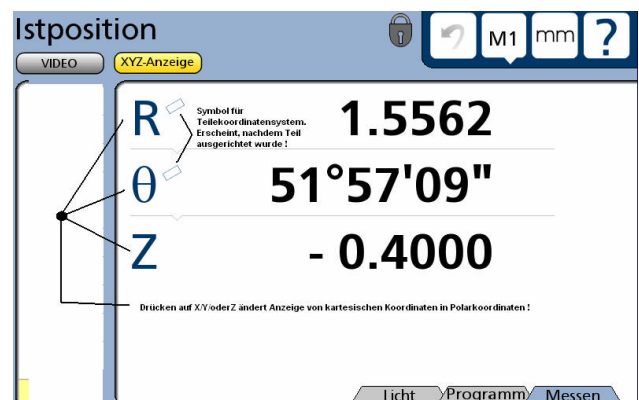 Istposition
M1
mm
?
VIDEO
XYZ-Anzeige
R
Symbol für
Teilekoordinatensystem.
Erscheint, nachdem Teil
ausgerichtet wurde !
1.5562
θ
51°57'09"
Z
- 0.4000
Drücken auf X/Y/oderZ ändert Anzeige von kartesischen Koordinaten in Polarkoordinaten !
Licht
Programm
Messen